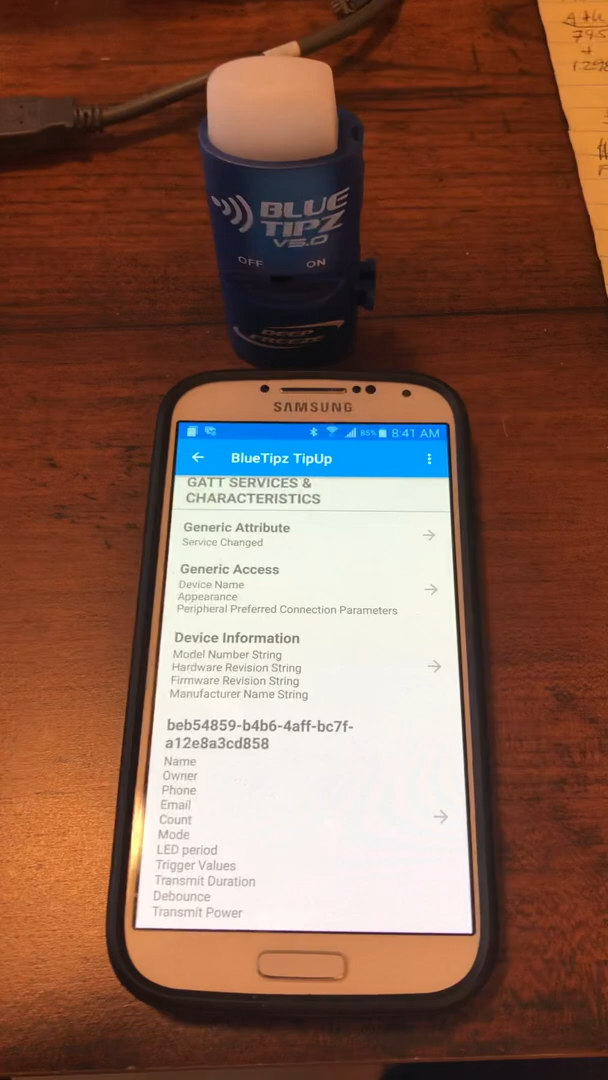 BLUE
TIPZ
V5.0
OFF ON
DEEP
FREEZE
SAMSUNG
86% 8:41 AM
BlueTipz TipUp
GATT SERVICES &
CHARACTERISTICS
Generic Attribute
Service Changed
Generic Access
Device Name
Appearance
Peripheral Preferred Connection Parameters
Device Information
Model Number String
Hardware Revision String
Firmware Revision String
Manufacturer Name String
beb54859-b4b6-4aff-bc7f-
a12e8a3cd858
Name
Owner
Phone
Email
Count
Mode
LED period
Trigger Values
Transmit Duration
Debounce
Transmit Power